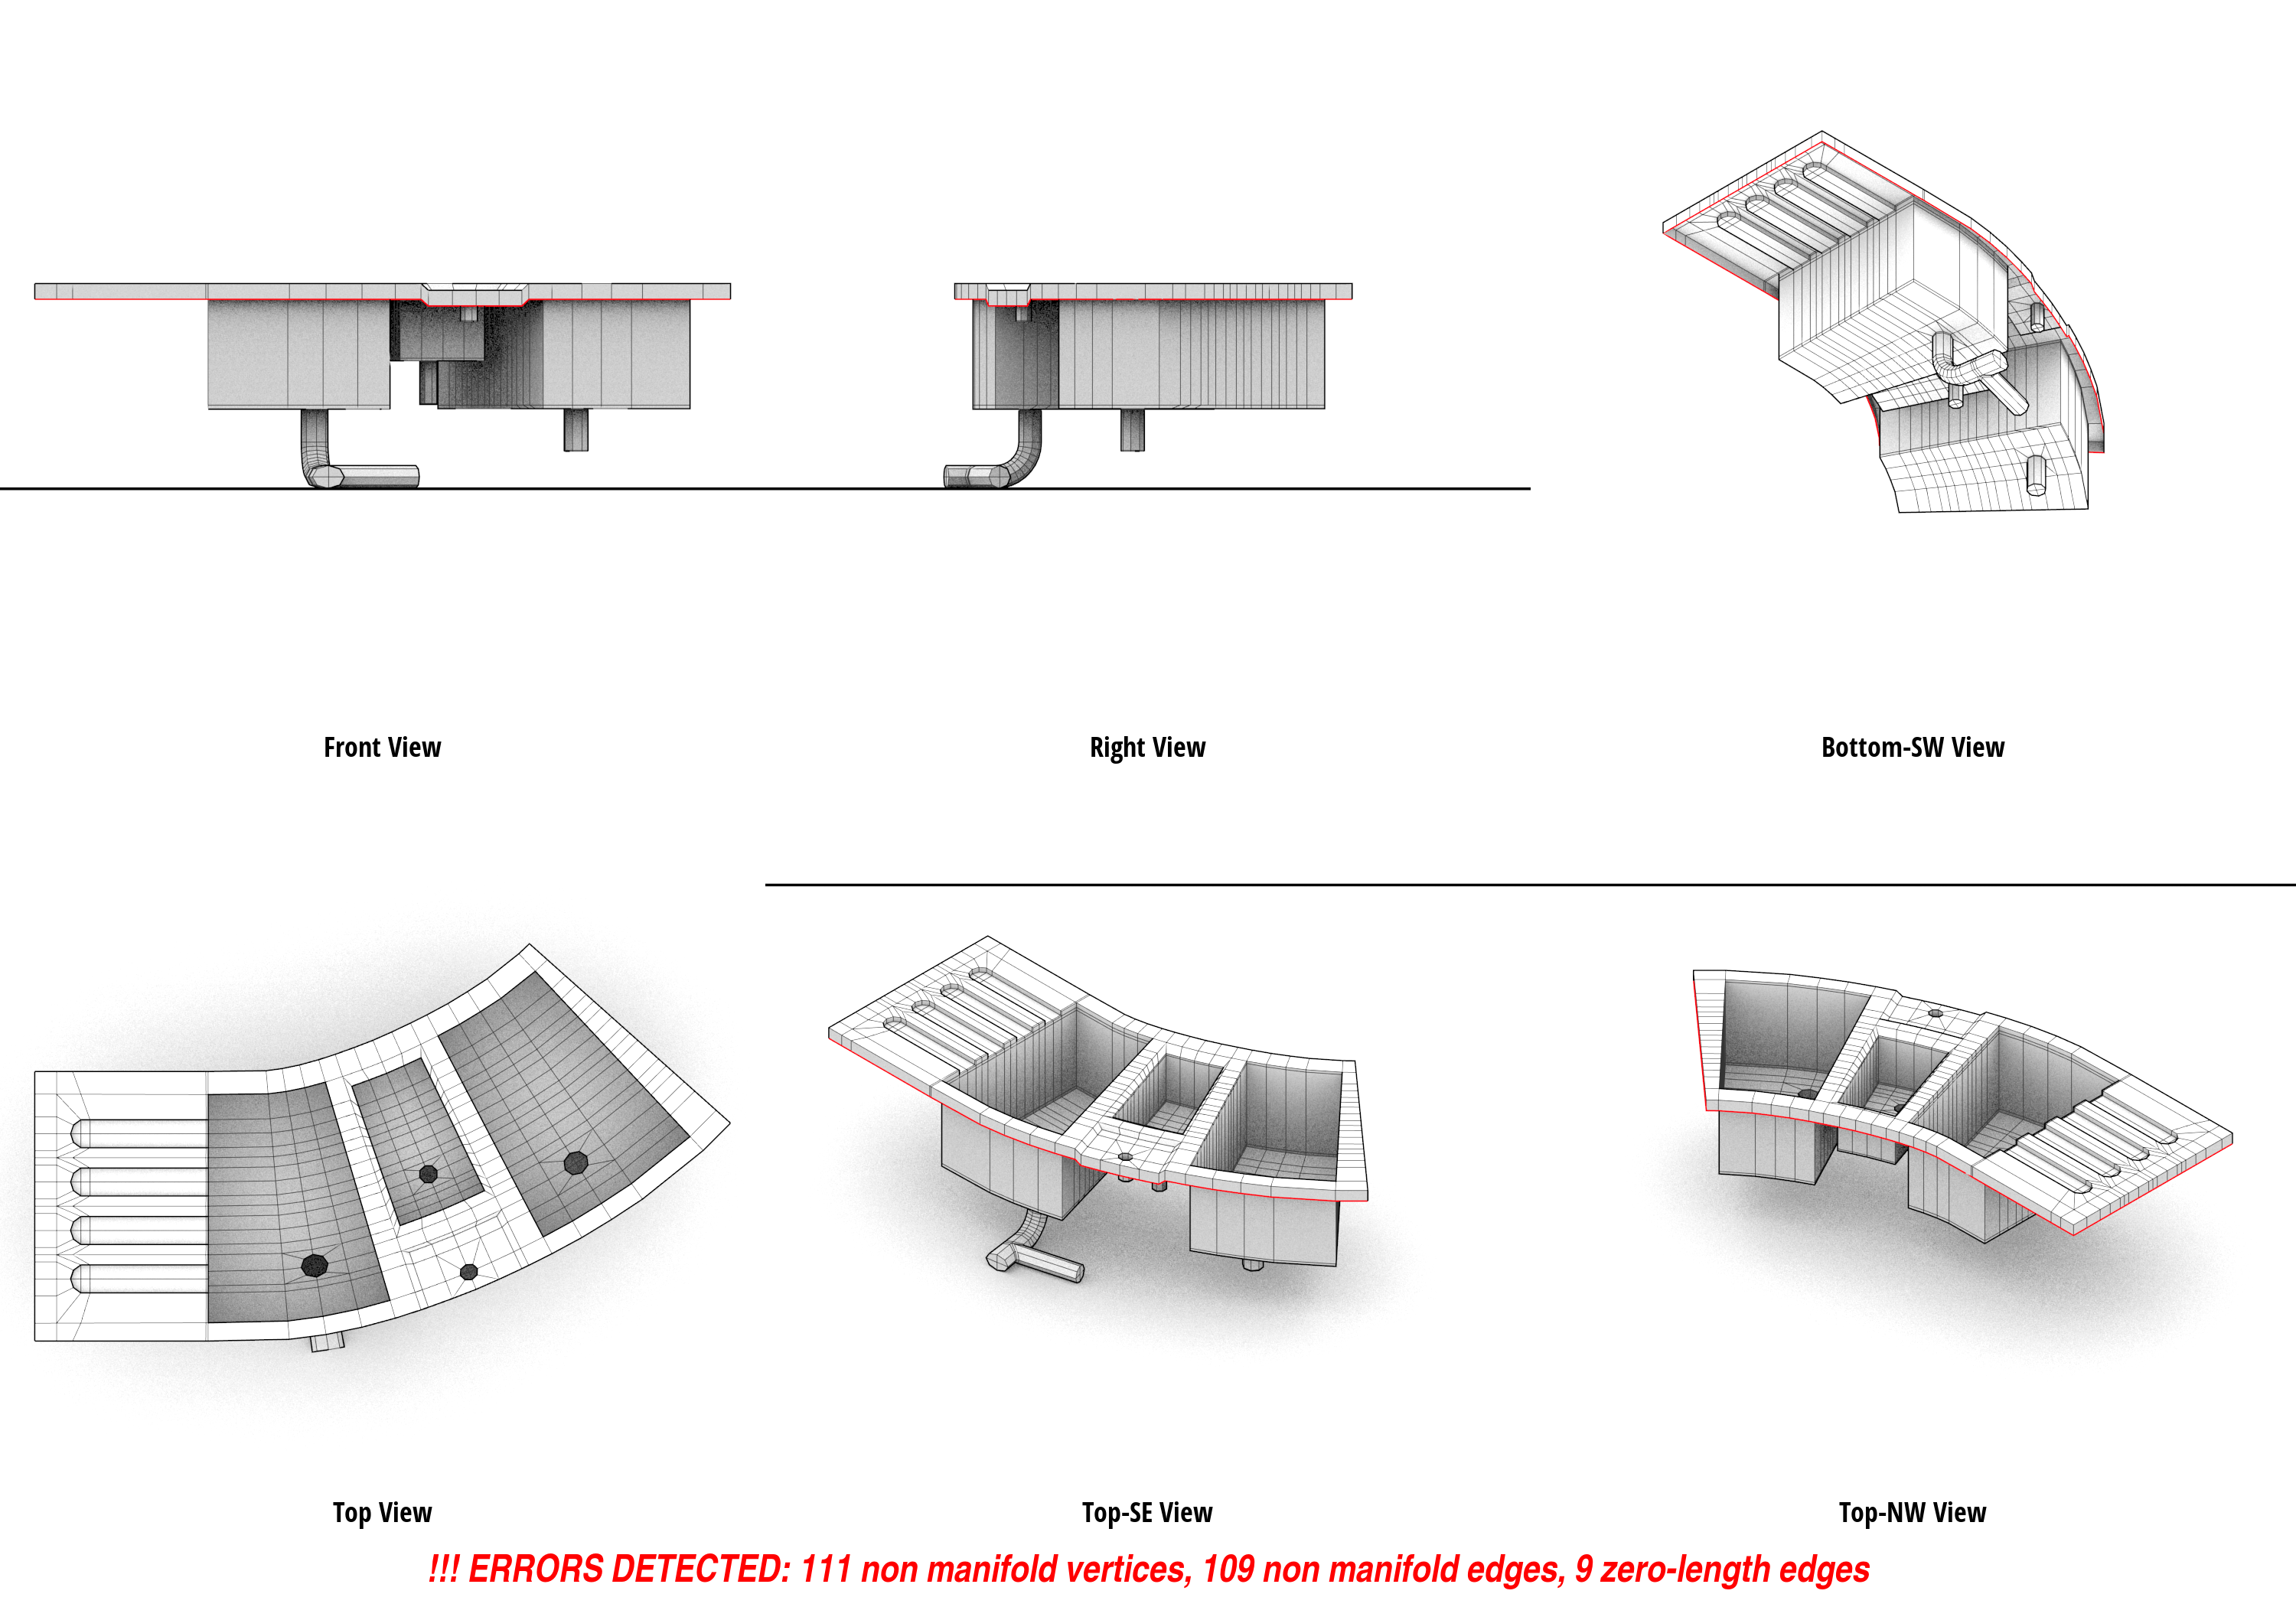 Front View
Right View
Bottom-SW View
Top View
Top-SE View
Top-NW View
!!! ERRORS DETECTED: 111 non manifold vertices, 109 non manifold edges, 9 zero-length edges